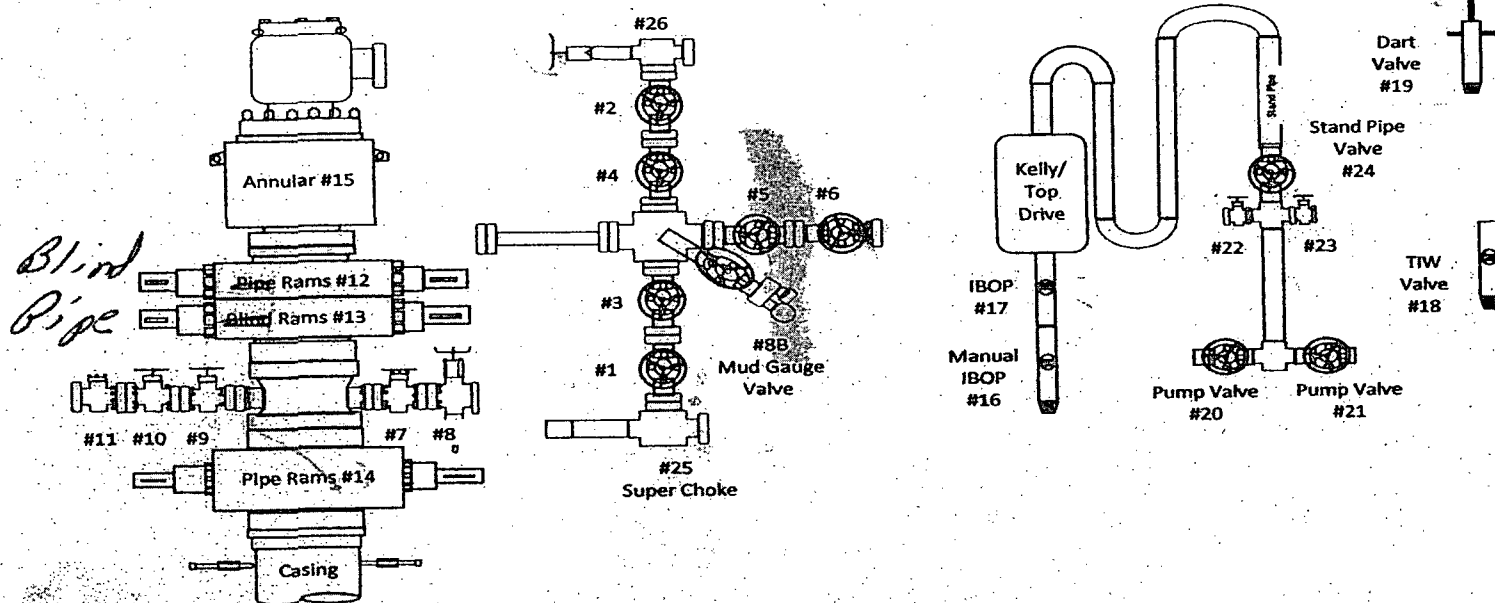 Annular #15
Blind
Pipe
Pipe Rams #12
Blind Rams #13
#11
#10
#9
#7
#8
Pipe Rams #14
Casing
#26
#2
#4
#5
#6
#3
#8B
Mud Gauge
Valve
#1
#25
Super Choke
Kelly/
Top
Drive
IBOP
#17
Manual
IBOP
#16
Stand Pipe
Stand Pipe
Valve
#24
#22
#23
Pump Valve
#20
Pump Valve
#21
Dart
Valve
#19
TIW
Valve
#18